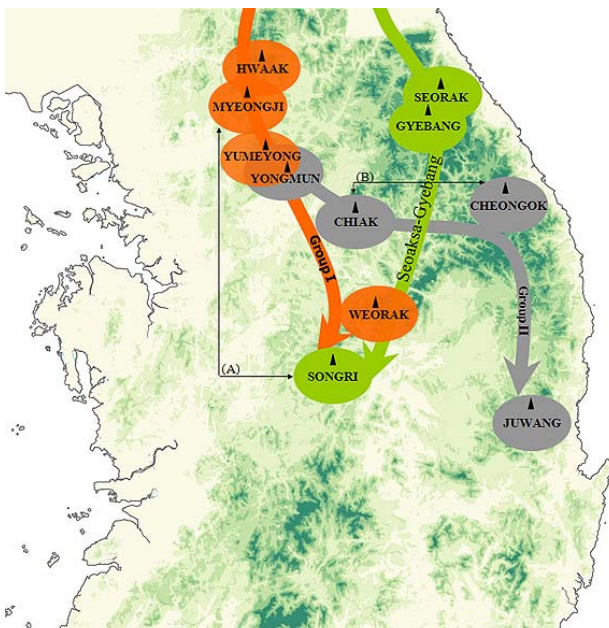 HWAAK
SEORAK
MYEONGJI
GYEBANG
YUMEYONG
YONGMUN
(B)
CHEONGOK
CHIAK
Seoaksa-Gyebang
Group I
Group II
WEORAK
(A)
SONGRI
JUWANG